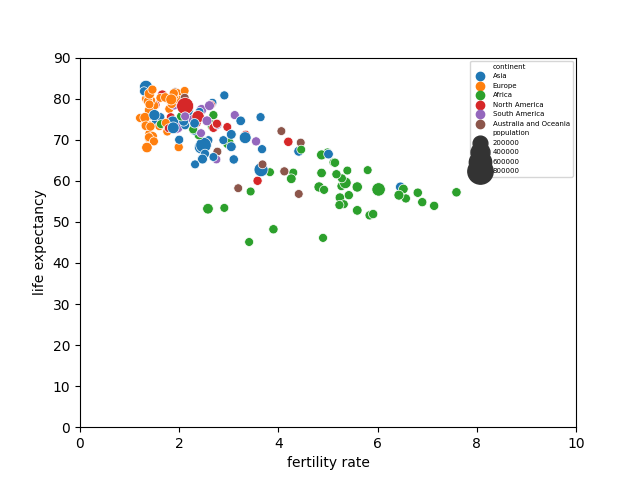 90
80
70
60
50
40
30
20
10
0
life expectancy
0 2 4 6 8 10
fertility rate
continent
Asia
Europe
Africa
North America
South America
Australia and Oceania
population
200000
400000
600000
800000